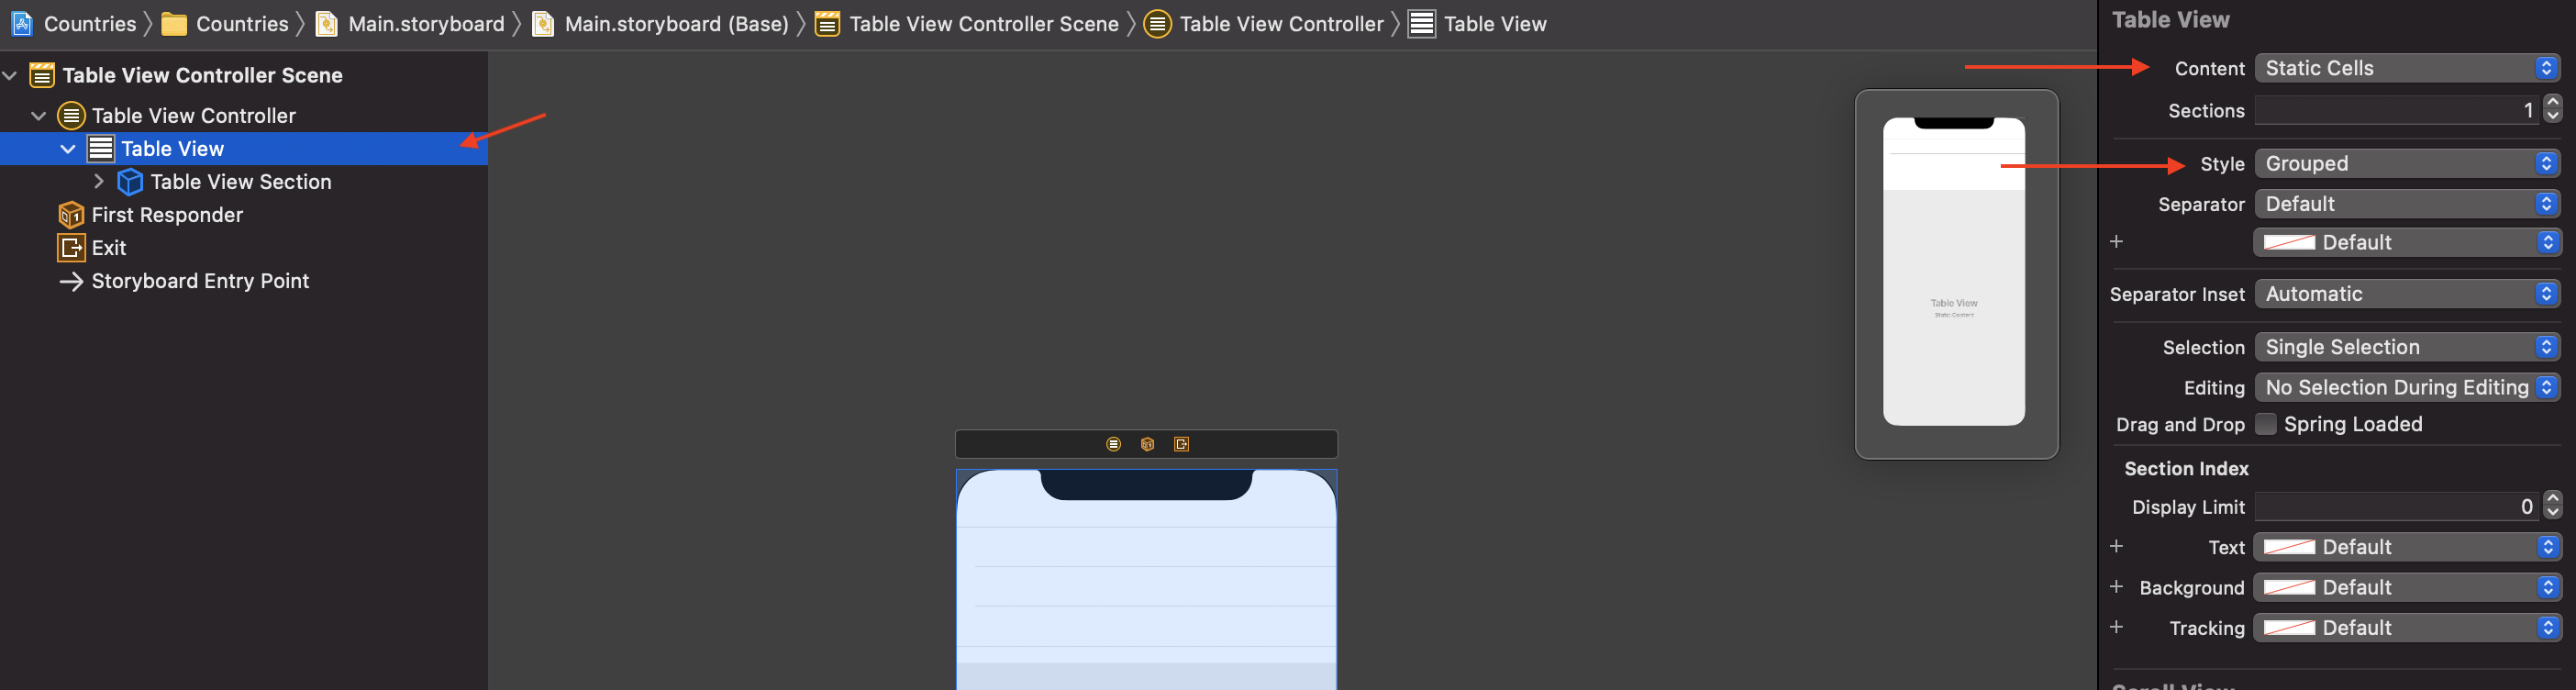 Countries Countries Main.storyboard Main.storyboard (Base) Table View Controller Scene Table View Controller Table View
Table View Controller Scene
Table View Controller
Table View
Table View Section
First Responder
Exit
Storyboard Entry Point
Table View
Static Content
Table View
Content Static Cells
Sections 1
Style Grouped
Separator Default
+ Default
Separator Inset Automatic
Selection Single Selection
Editing No Selection During Editing
Drag and Drop Spring Loaded
Section Index
Display Limit 0
+ Text Default
+ Background Default
+ Tracking Default
Scroll View